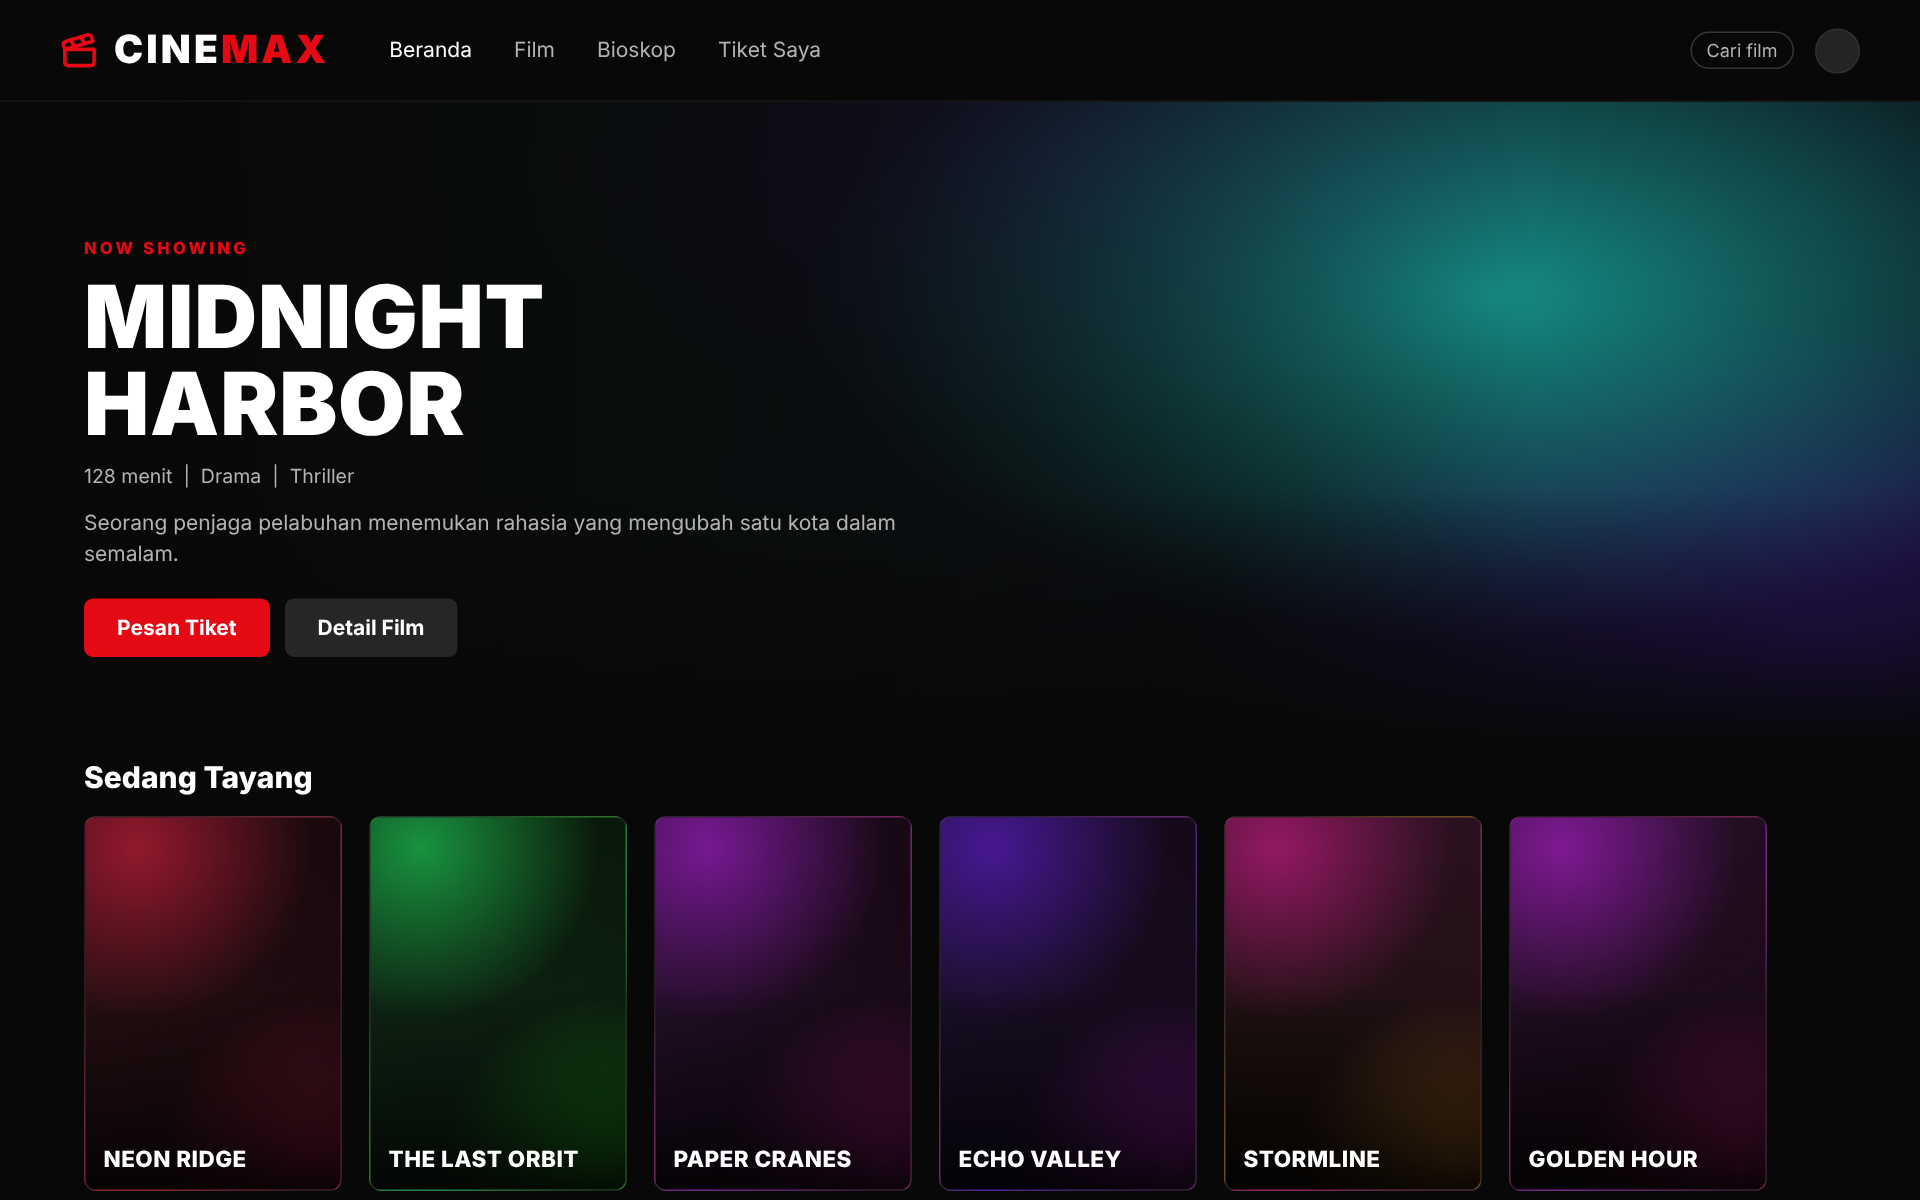 CINEMAX
Beranda
Film
Bioskop
Tiket Saya
Cari film
NOW SHOWING
MIDNIGHT
HARBOR
128 menit | Drama | Thriller
Seorang penjaga pelabuhan menemukan rahasia yang mengubah satu kota dalam
semalam.
Pesan Tiket
Detail Film
Sedang Tayang
NEON RIDGE
THE LAST ORBIT
PAPER CRANES
ECHO VALLEY
STORMLINE
GOLDEN HOUR